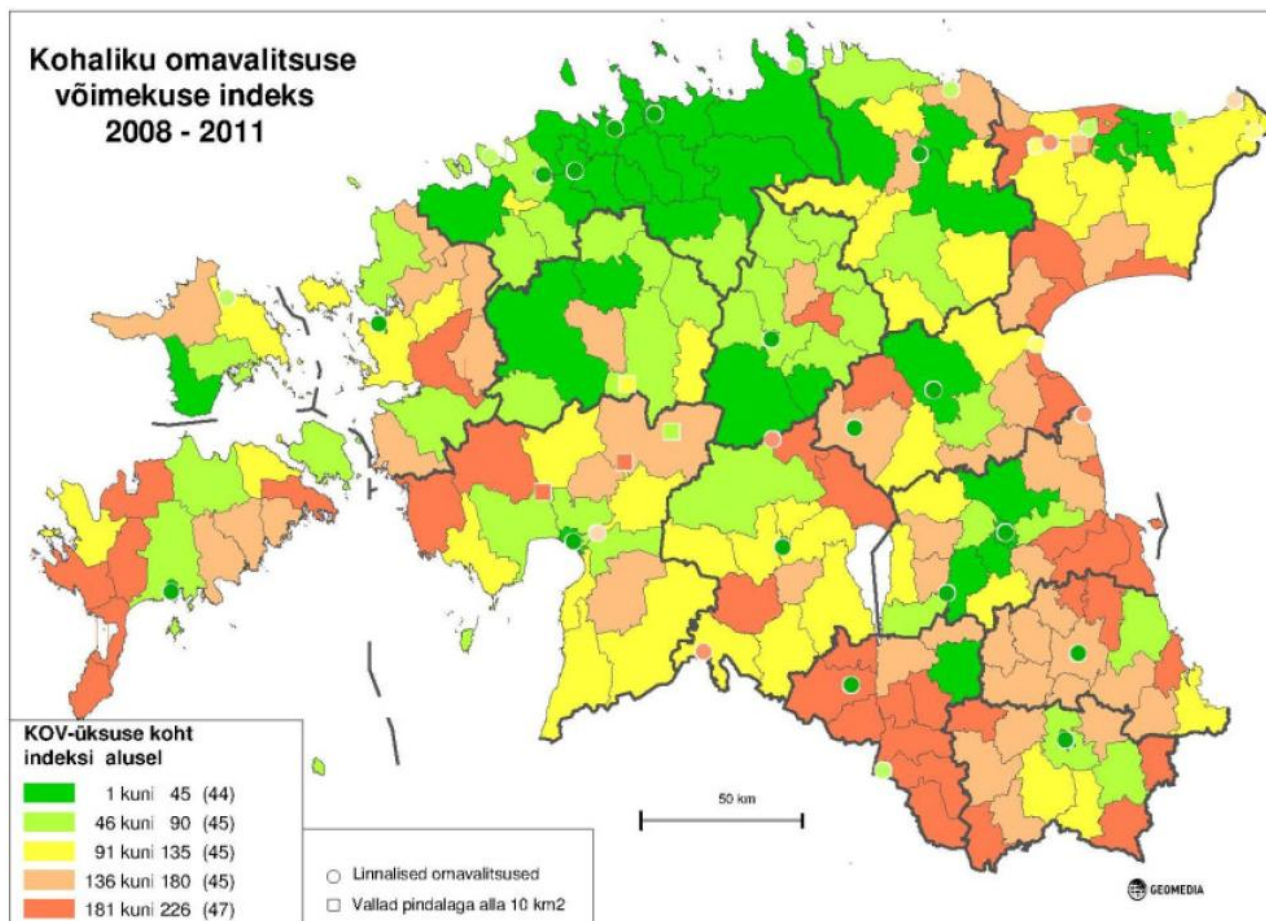 Kohaliku omavalitsuse
võimekuse indeks
2008 - 2011
50 km
KOV-üksuse koht
indeksi alusel
1 kuni 45 (44)
46 kuni 90 (45)
91 kuni 135 (45)
136 kuni 180 (45)
181 kuni 226 (47)
Linnalised omavalitsused
Vallad pindalaga alla 10 km2
GEOMEDIA